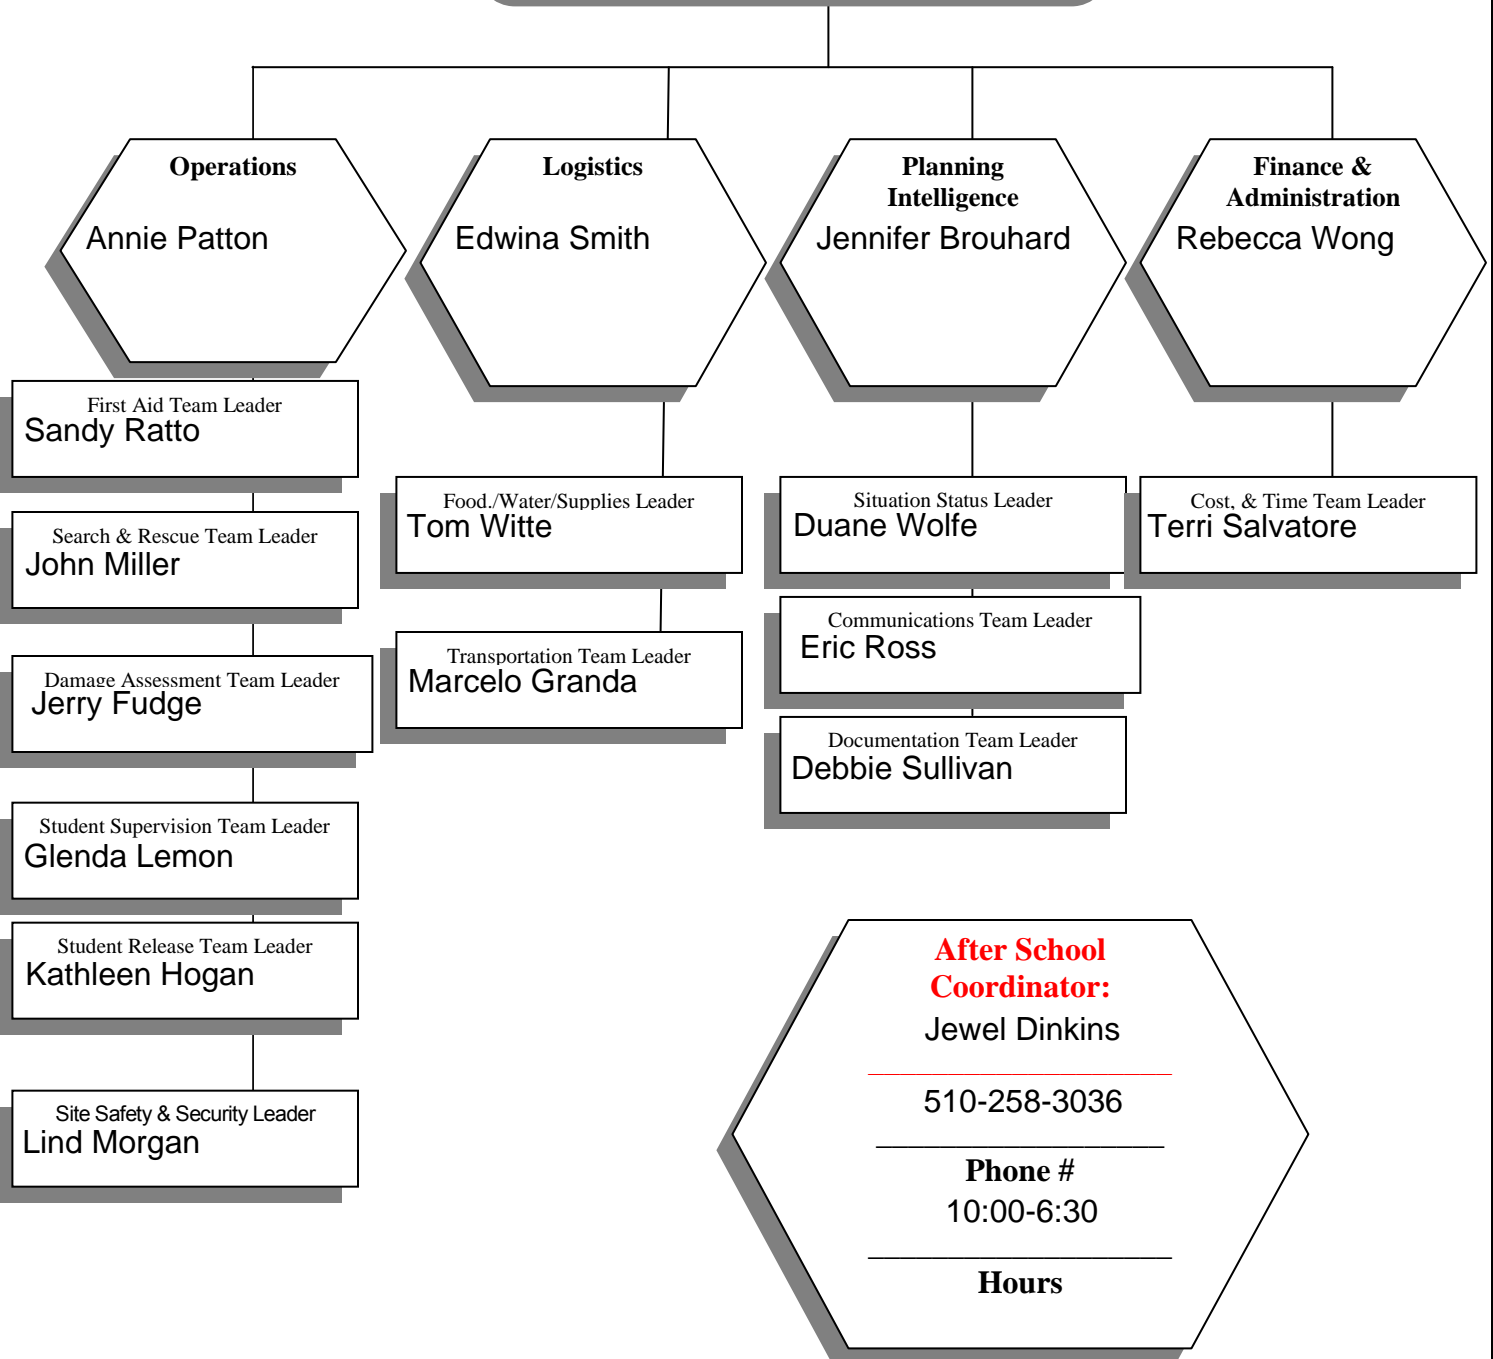 Operations
Annie Patton
Logistics
Edwina Smith
Planning
Intelligence
Jennifer Brouhard
Finance &
Administration
Rebecca Wong
First Aid Team Leader
Sandy Ratto
Search & Rescue Team Leader
John Miller
Damage Assessment Team Leader
Jerry Fudge
Student Supervision Team Leader
Glenda Lemon
Student Release Team Leader
Kathleen Hogan
Site Safety & Security Leader
Lind Morgan
Food./Water/Supplies Leader
Tom Witte
Transportation Team Leader
Marcelo Granda
Situation Status Leader
Duane Wolfe
Communications Team Leader
Eric Ross
Documentation Team Leader
Debbie Sullivan
Cost, & Time Team Leader
Terri Salvatore
After School
Coordinator:
Jewel Dinkins
510-258-3036
Phone #
10:00-6:30
Hours